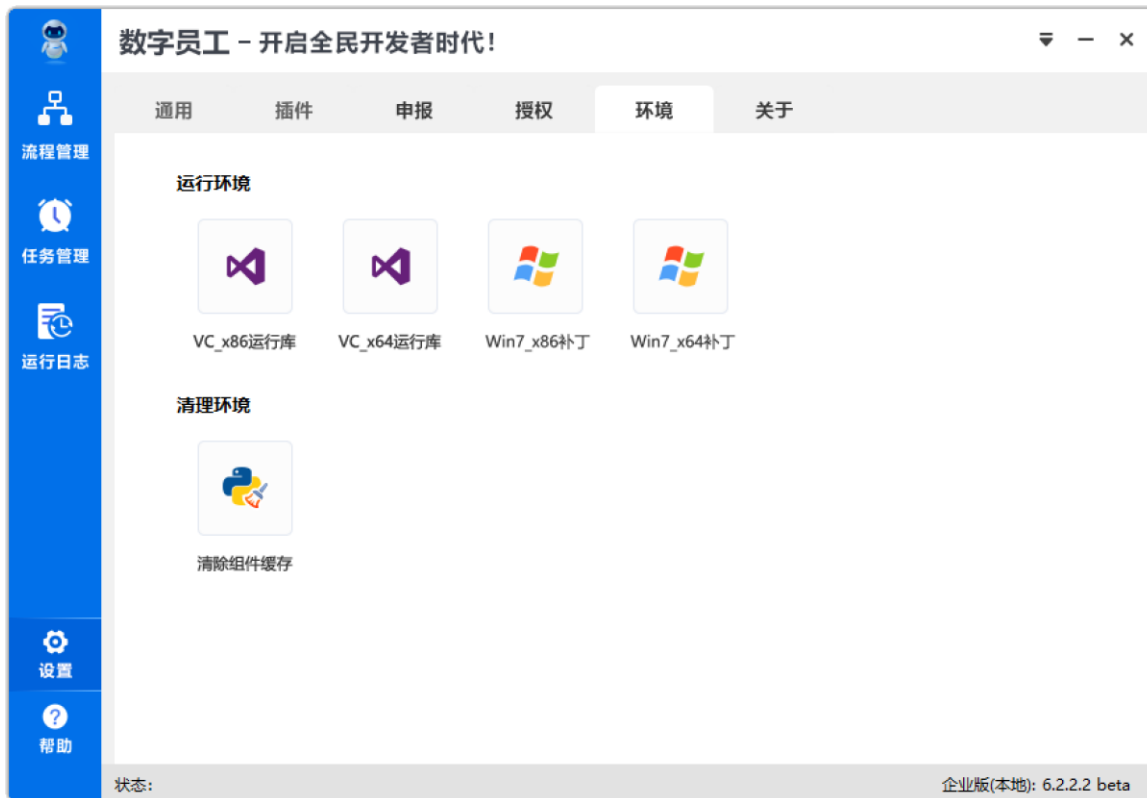 数字员工 - 开启全民开发者时代!
流程管理
任务管理
运行日志
设置
帮助
通用 插件 申报 授权 环境 关于
运行环境
VC_x86运行库 VC_x64运行库 Win7_x86补丁 Win7_x64补丁
清理环境
清除组件缓存
状态: 企业版(本地): 6.2.2.2 beta